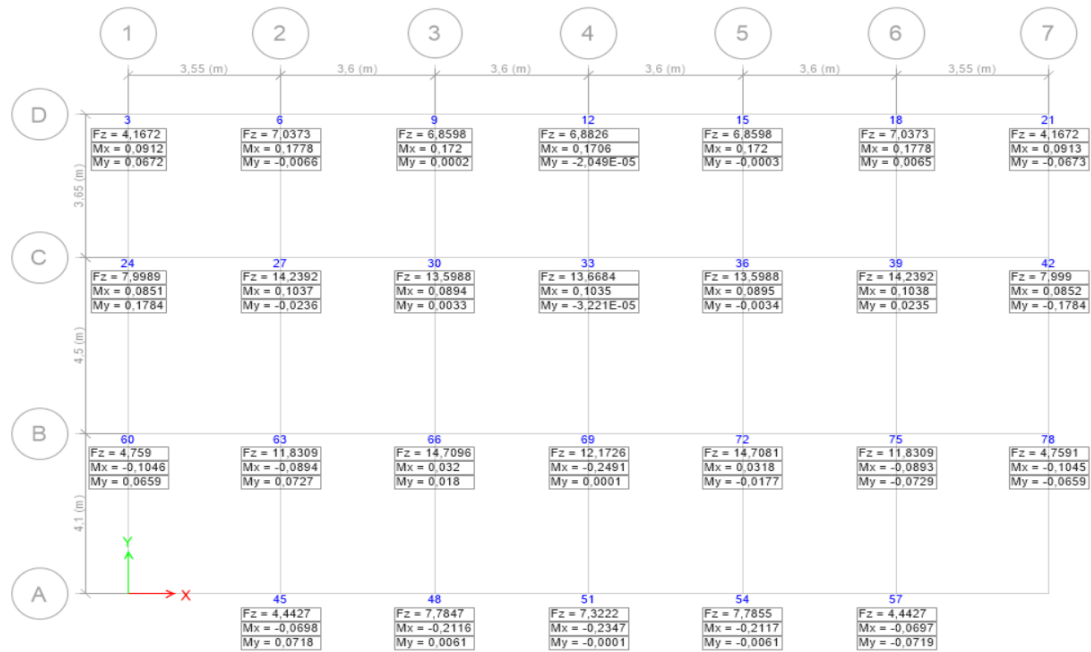 1 2 3 4 5 6 7
3,55 (m) 3,6 (m) 3,6 (m) 3,6 (m) 3,6 (m) 3,55 (m)
D 3 6 9 12 15 18 21
Fz = 4,1672 Fz = 7,0373 Fz = 6,8598 Fz = 6,8826 Fz = 6,8598 Fz = 7,0373 Fz = 4,1672
Mx = 0,0912 Mx = 0,1778 Mx = 0,172 Mx = 0,1706 Mx = 0,172 Mx = 0,1778 Mx = 0,0913
My = 0,0672 My = -0,0066 My = 0,0002 My = -2,049E-05 My = -0,0003 My = 0,0065 My = -0,0673
3,65 (m)
C 24 27 30 33 36 39 42
Fz = 7,9989 Fz = 14,2392 Fz = 13,5988 Fz = 13,6684 Fz = 13,5988 Fz = 14,2392 Fz = 7,999
Mx = 0,0851 Mx = 0,1037 Mx = 0,0894 Mx = 0,1035 Mx = 0,0895 Mx = 0,1038 Mx = 0,0852
My = 0,1784 My = -0,0236 My = 0,0033 My = -3,221E-05 My = -0,0034 My = 0,0235 My = -0,1784
4,5 (m)
B 60 63 66 69 72 75 78
Fz = 4,759 Fz = 11,8309 Fz = 14,7096 Fz = 12,1726 Fz = 14,7081 Fz = 11,8309 Fz = 4,7591
Mx = -0,1046 Mx = -0,0894 Mx = 0,032 Mx = -0,2491 Mx = 0,0318 Mx = -0,0893 Mx = -0,1045
My = 0,0659 My = 0,0727 My = 0,018 My = 0,0001 My = -0,0177 My = -0,0729 My = -0,0659
4,1 (m)
Y
X
A 45 48 51 54 57
Fz = 4,4427 Fz = 7,7847 Fz = 7,3222 Fz = 7,7855 Fz = 4,4427
Mx = -0,0698 Mx = -0,2116 Mx = -0,2347 Mx = -0,2117 Mx = -0,0697
My = 0,0718 My = 0,0061 My = -0,0001 My = -0,0061 My = -0,0719